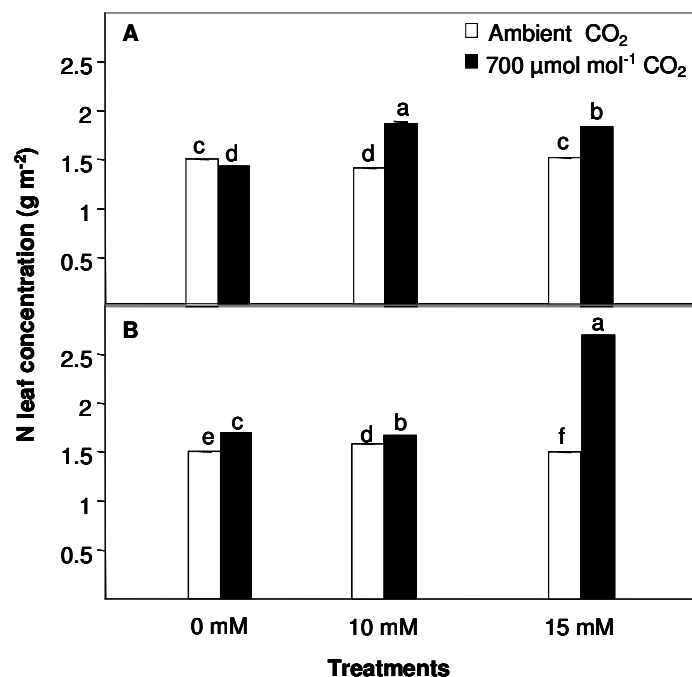 A
Ambient CO₂
700 µmol mol⁻¹ CO₂
N leaf concentration (g m⁻²)
2.5
2
1.5
1
0.5
c d d a c b
B
2.5
2
1.5
1
0.5
e c d b f a
0 mM 10 mM 15 mM
Treatments